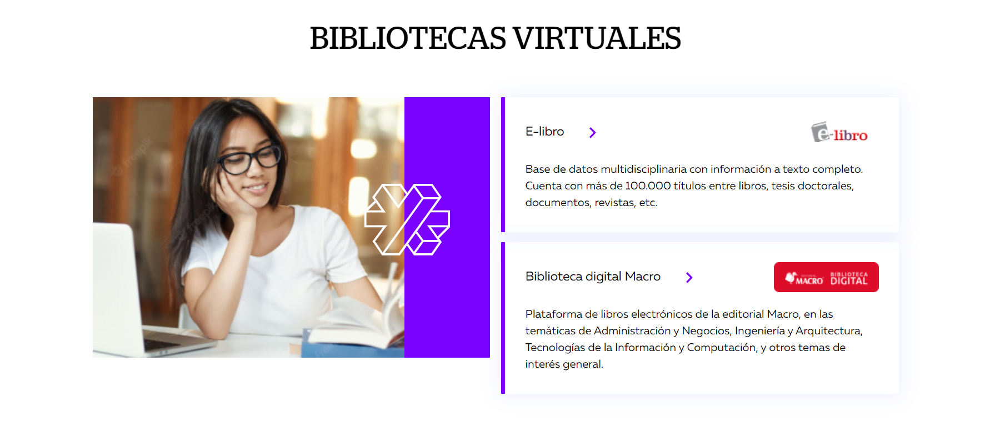 BIBLIOTECAS VIRTUALES
freepik
freepik
E-libro
e-libro
Base de datos multidisciplinaria con información a texto completo.
Cuenta con más de 100.000 títulos entre libros, tesis doctorales,
documentos, revistas, etc.
Biblioteca digital Macro
EDITORIAL
MACRO
BIBLIOTECA
DIGITAL
Plataforma de libros electrónicos de la editorial Macro, en las
temáticas de Administración y Negocios, Ingeniería y Arquitectura,
Tecnologías de la Información y Computación, y otros temas de
interés general.